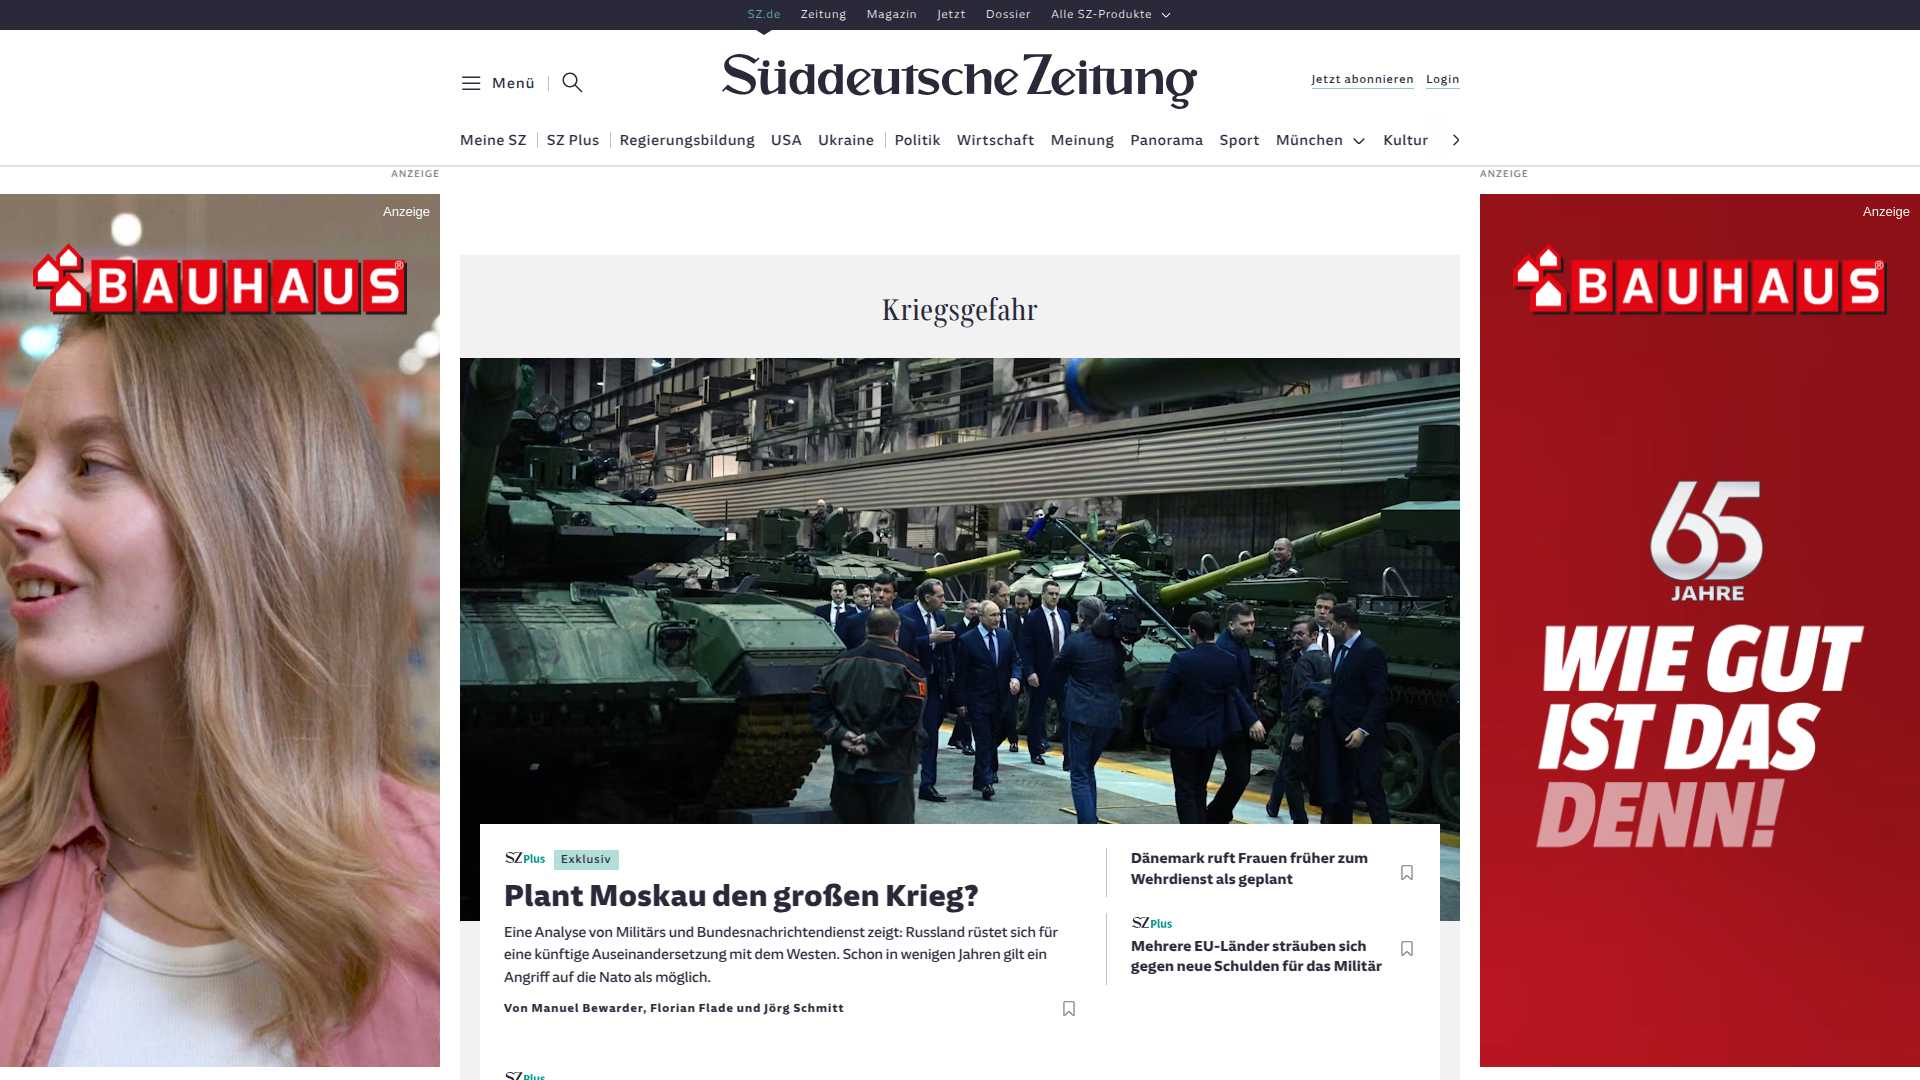 SZ.de Zeitung Magazin Jetzt Dossier Alle SZ-Produkte
Menü
Süddeutsche Zeitung
Jetzt abonnieren Login
Meine SZ SZ Plus Regierungsbildung USA Ukraine Politik Wirtschaft Meinung Panorama Sport München Kultur
ANZEIGE
ANZEIGE
Anzeige
BAUHAUS®
Anzeige
BAUHAUS®
65
JAHRE
WIE GUT
IST DAS
DENN!
Kriegsgefahr
SZ Plus Exklusiv
Plant Moskau den großen Krieg?
Eine Analyse von Militärs und Bundesnachrichtendienst zeigt: Russland rüstet sich für
eine künftige Auseinandersetzung mit dem Westen. Schon in wenigen Jahren gilt ein
Angriff auf die Nato als möglich.
Von Manuel Bewarder, Florian Flade und Jörg Schmitt
Dänemark ruft Frauen früher zum
Wehrdienst als geplant
SZ Plus
Mehrere EU-Länder sträuben sich
gegen neue Schulden für das Militär
SZ Plus